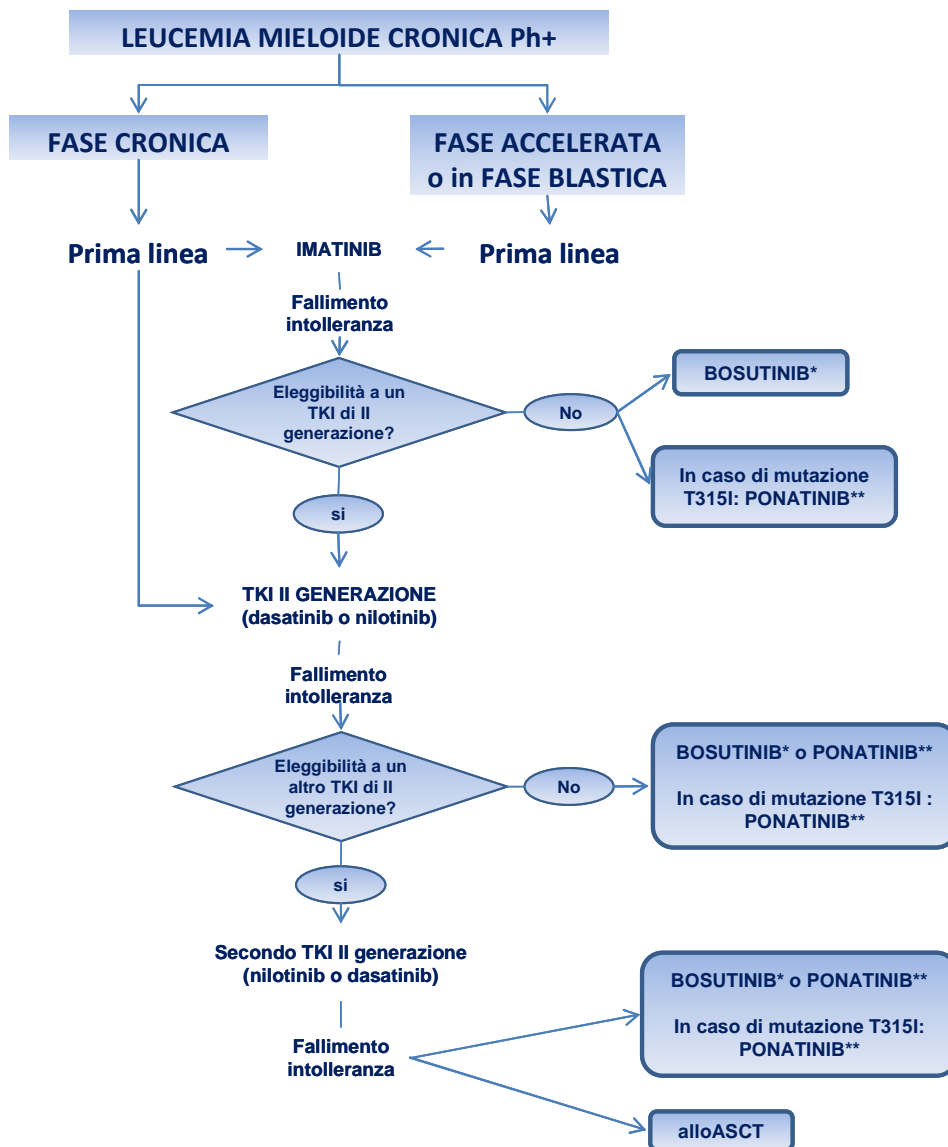 LEUCEMIA MIELOIDE CRONICA Ph+
FASE CRONICA
FASE ACCELERATA
o in FASE BLASTICA
Prima linea
IMATINIB
Prima linea
Fallimento
intolleranza
Eleggibilità a un
TKI di II
generazione?
No
BOSUTINIB*
In caso di mutazione
T315I: PONATINIB**
si
TKI II GENERAZIONE
(dasatinib o nilotinib)
Fallimento
intolleranza
Eleggibilità a un
altro TKI di II
generazione?
No
BOSUTINIB* o PONATINIB**
In caso di mutazione T315I :
PONATINIB**
si
Secondo TKI II generazione
(nilotinib o dasatinib)
Fallimento
intolleranza
BOSUTINIB* o PONATINIB**
In caso di mutazione T315I:
PONATINIB**
alloASCT